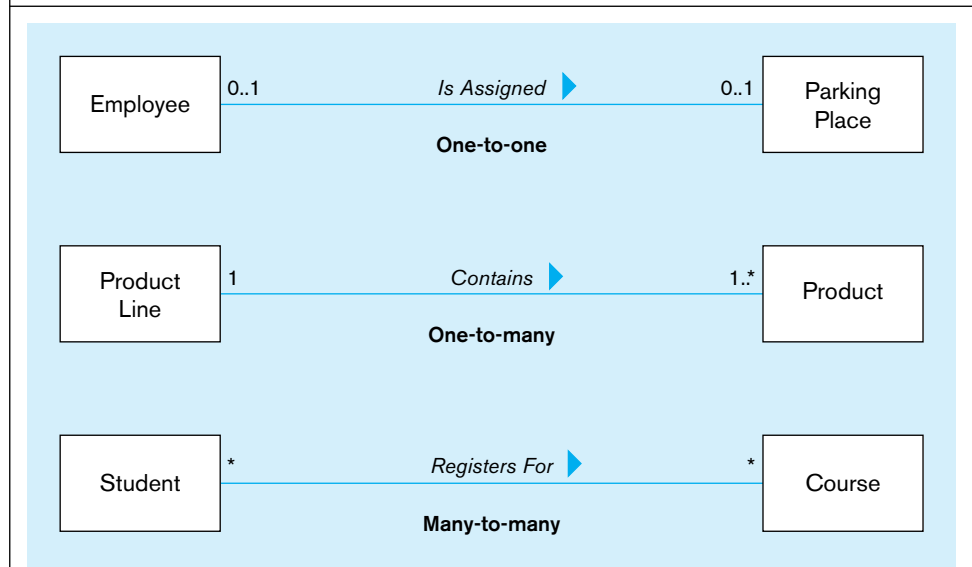 Employee
0..1
Is Assigned
0..1
Parking
Place
One-to-one
Product
Line
1
Contains
1..*
Product
One-to-many
Student
*
Registers For
*
Course
Many-to-many